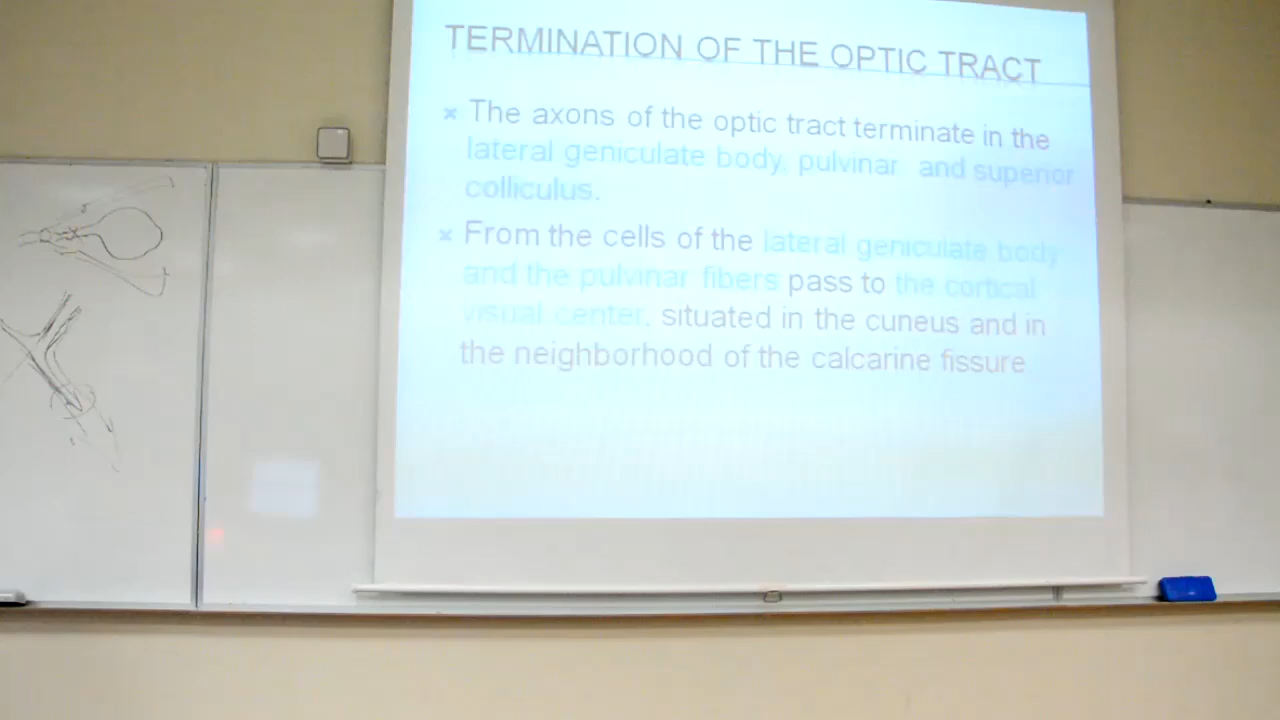 TERMINATION OF THE OPTIC TRACT
The axons of the optic tract terminate in the
lateral geniculate body, pulvinar and superior
colliculus.
From the cells of the lateral geniculate body
and the pulvinar fibers pass to the cortical
visual center, situated in the cuneus and in
the neighborhood of the calcarine fissure